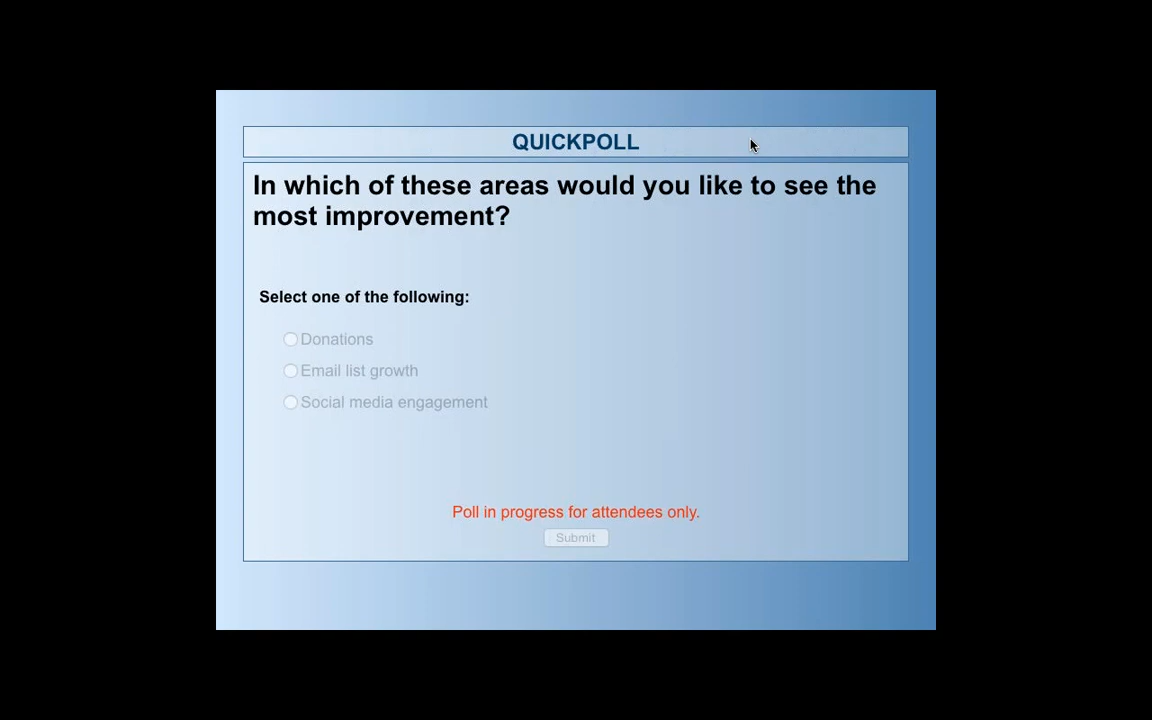 QUICKPOLL
In which of these areas would you like to see the
most improvement?
Select one of the following:
Donations
Email list growth
Social media engagement
Poll in progress for attendees only.
Submit